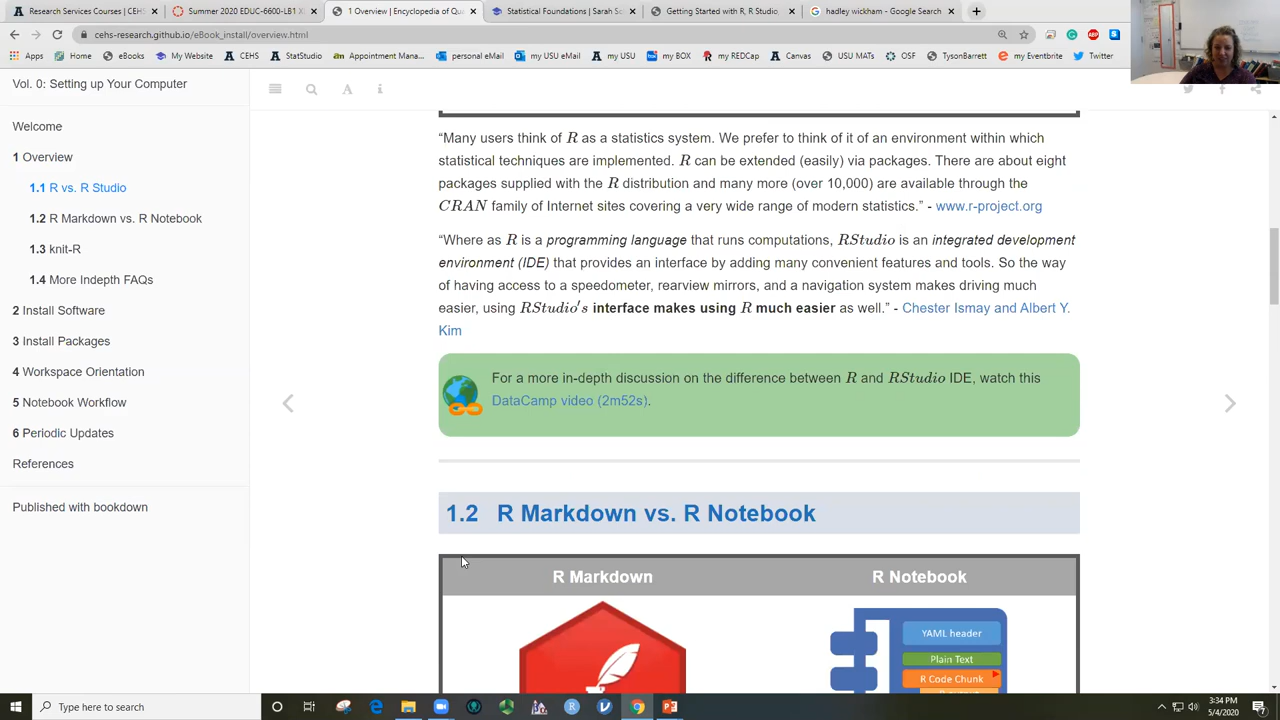 Research Services Courses | CEHS
Summer 2020 EDUC-6600-LB1 X
1 Overview | Encyclopedia of Qu
Statistical Foundations | Sarah Sc
Getting Started with R, R Studio,
hadley wickham - Google Search
cehs-research.github.io/eBook_install/overview.html
Apps Home eBooks My Website CEHS StatStudio Appointment Mana... personal eMail my USU eMail my BOX my REDCap Canvas USU MATs OSF TysonBarrett my Eventbrite Twitter
Vol. 0: Setting up Your Computer
Welcome
1 Overview
1.1 R vs. R Studio
1.2 R Markdown vs. R Notebook
1.3 knit-R
1.4 More Indepth FAQs
2 Install Software
3 Install Packages
4 Workspace Orientation
5 Notebook Workflow
6 Periodic Updates
References
Published with bookdown
“Many users think of R as a statistics system. We prefer to think of it of an environment within which
statistical techniques are implemented. R can be extended (easily) via packages. There are about eight
packages supplied with the R distribution and many more (over 10,000) are available through the
CRAN family of Internet sites covering a very wide range of modern statistics.” - www.r-project.org
“Where as R is a programming language that runs computations, RStudio is an integrated development
environment (IDE) that provides an interface by adding many convenient features and tools. So the way
of having access to a speedometer, rearview mirrors, and a navigation system makes driving much
easier, using RStudio's interface makes using R much easier as well.” - Chester Ismay and Albert Y.
Kim
For a more in-depth discussion on the difference between R and RStudio IDE, watch this
DataCamp video (2m52s).
1.2 R Markdown vs. R Notebook
R Markdown
R Notebook
YAML header
Plain Text
R Code Chunk
Type here to search
3:34 PM
5/4/2020